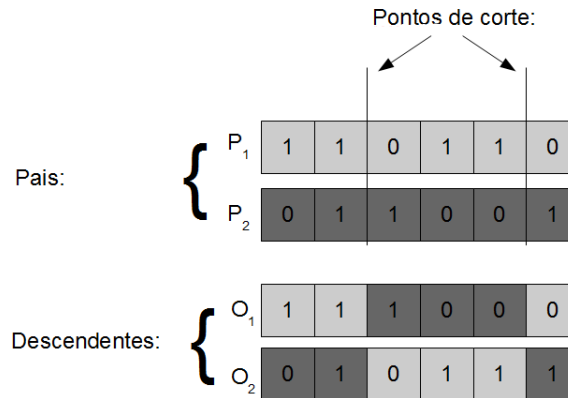 Pontos de corte:
Pais:
P1 1 1 0 1 1 0
P2 0 1 1 0 0 1
Descendentes:
O1 1 1 1 0 0 0
O2 0 1 0 1 1 1